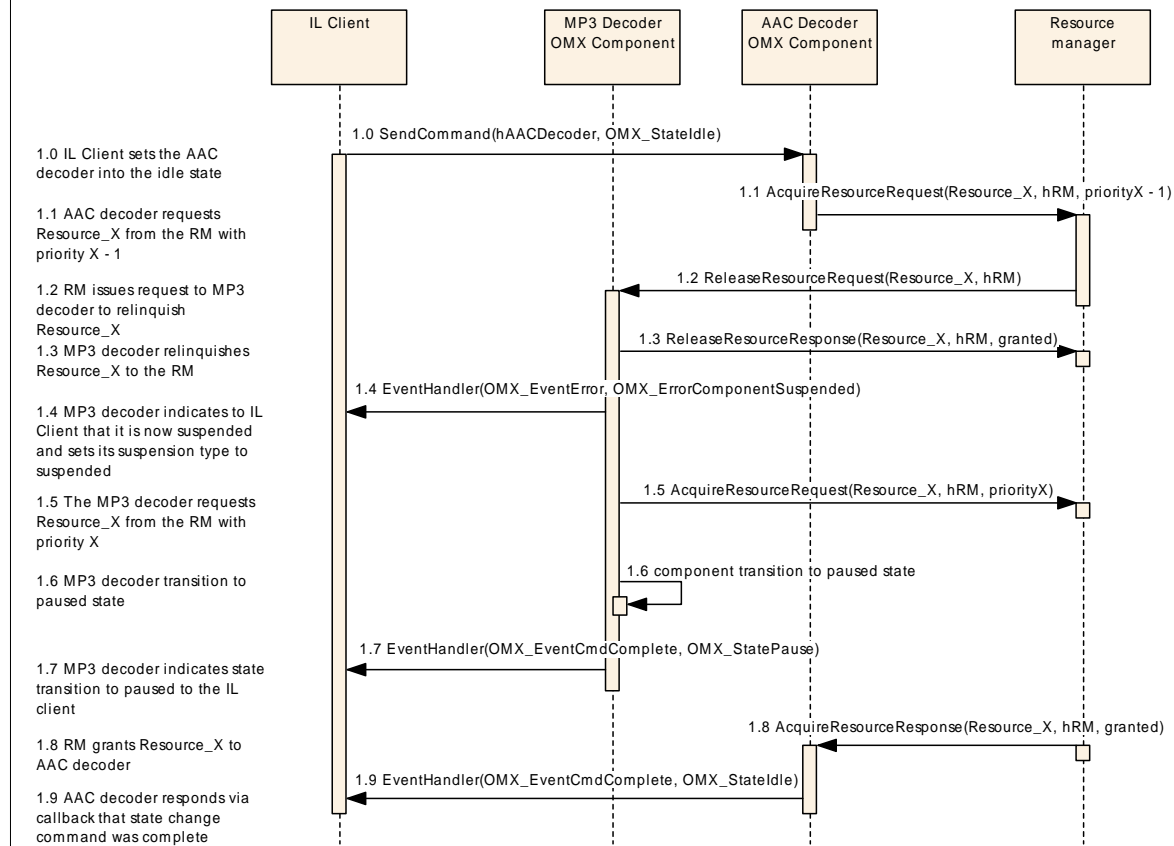 IL Client
MP3 Decoder
OMX Component
AAC Decoder
OMX Component
Resource
manager
1.0 SendCommand(hAACDecoder, OMX_StateIdle)
1.0 IL Client sets the AAC
decoder into the idle state
1.1 AcquireResourceRequest(Resource_X, hRM, priorityX - 1)
1.1 AAC decoder requests
Resource_X from the RM with
priority X - 1
1.2 ReleaseResourceRequest(Resource_X, hRM)
1.2 RM issues request to MP3
decoder to relinquish
Resource_X
1.3 ReleaseResourceResponse(Resource_X, hRM, granted)
1.3 MP3 decoder relinquishes
Resource_X to the RM
1.4 EventHandler(OMX_EventError, OMX_ErrorComponentSuspended)
1.4 MP3 decoder indicates to IL
Client that it is now suspended
and sets its suspension type to
suspended
1.5 AcquireResourceRequest(Resource_X, hRM, priorityX)
1.5 The MP3 decoder requests
Resource_X from the RM with
priority X
1.6 component transition to paused state
1.6 MP3 decoder transition to
paused state
1.7 EventHandler(OMX_EventCmdComplete, OMX_StatePause)
1.7 MP3 decoder indicates state
transition to paused to the IL
client
1.8 AcquireResourceResponse(Resource_X, hRM, granted)
1.8 RM grants Resource_X to
AAC decoder
1.9 EventHandler(OMX_EventCmdComplete, OMX_StateIdle)
1.9 AAC decoder responds via
callback that state change
command was complete